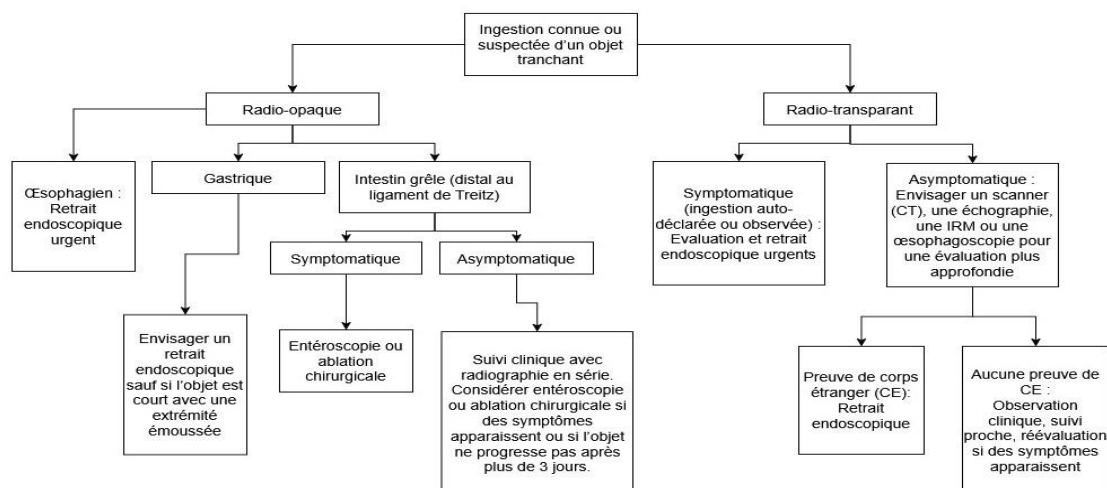 Ingestion connue ou
suspectée d'un objet
tranchant
Radio-opaque
Radio-transparant
Œsophagien :
Retrait
endoscopique
urgent
Gastrique
Intestin grêle (distal au
ligament de Treitz)
Symptomatique
(ingestion auto-
déclarée ou observée) :
Evaluation et retrait
endoscopique urgents
Asymptomatique :
Envisager un scanner
(CT), une échographie,
une IRM ou une
œsophagoscopie pour
une évaluation plus
approfondie
Symptomatique
Asymptomatique
Envisager un
retrait
endoscopique
sauf si l'objet est
court avec une
extrémité
émoussée
Entéroscopie ou
ablation
chirurgicale
Suivi clinique avec
radiographie en série.
Considérer entéroscopie
ou ablation chirurgicale si
des symptômes
apparaissent ou si l'objet
ne progresse pas après
plus de 3 jours.
Preuve de corps
étranger (CE):
Retrait
endoscopique
Aucune preuve de
CE :
Observation
clinique, suivi
proche, réévaluation
si des symptômes
apparaissent